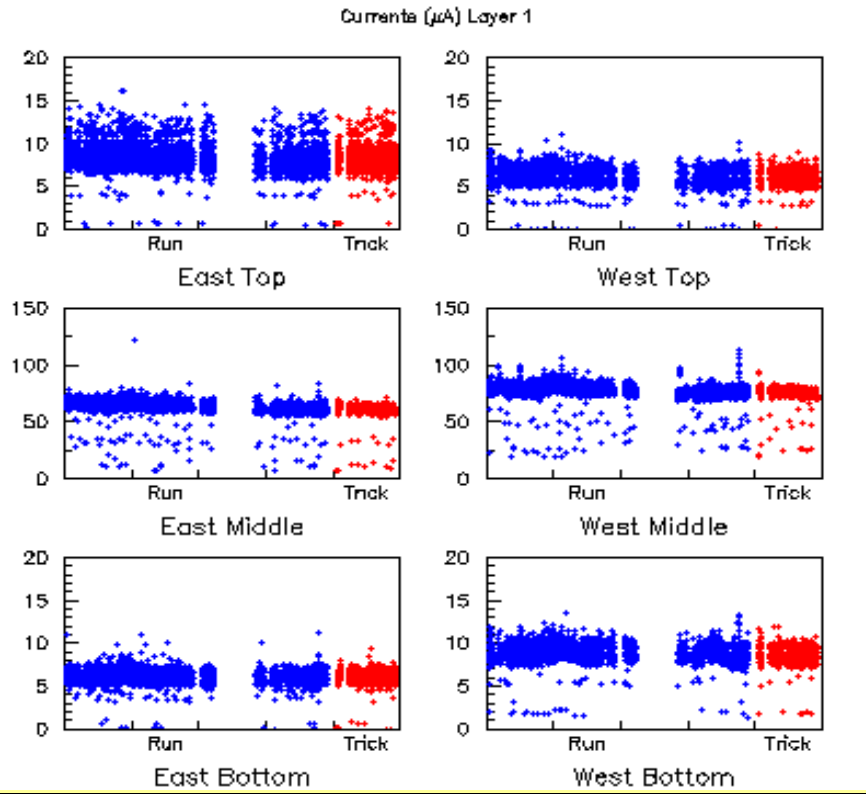 Currents (μA) Layer 1
20 15 10 5 0
Run Trick
East Top
20 15 10 5 0
Run Trick
West Top
150 100 50 0
Run Trick
East Middle
150 100 50 0
Run Trick
West Middle
20 15 10 5 0
Run Trick
East Bottom
20 15 10 5 0
Run Trick
West Bottom